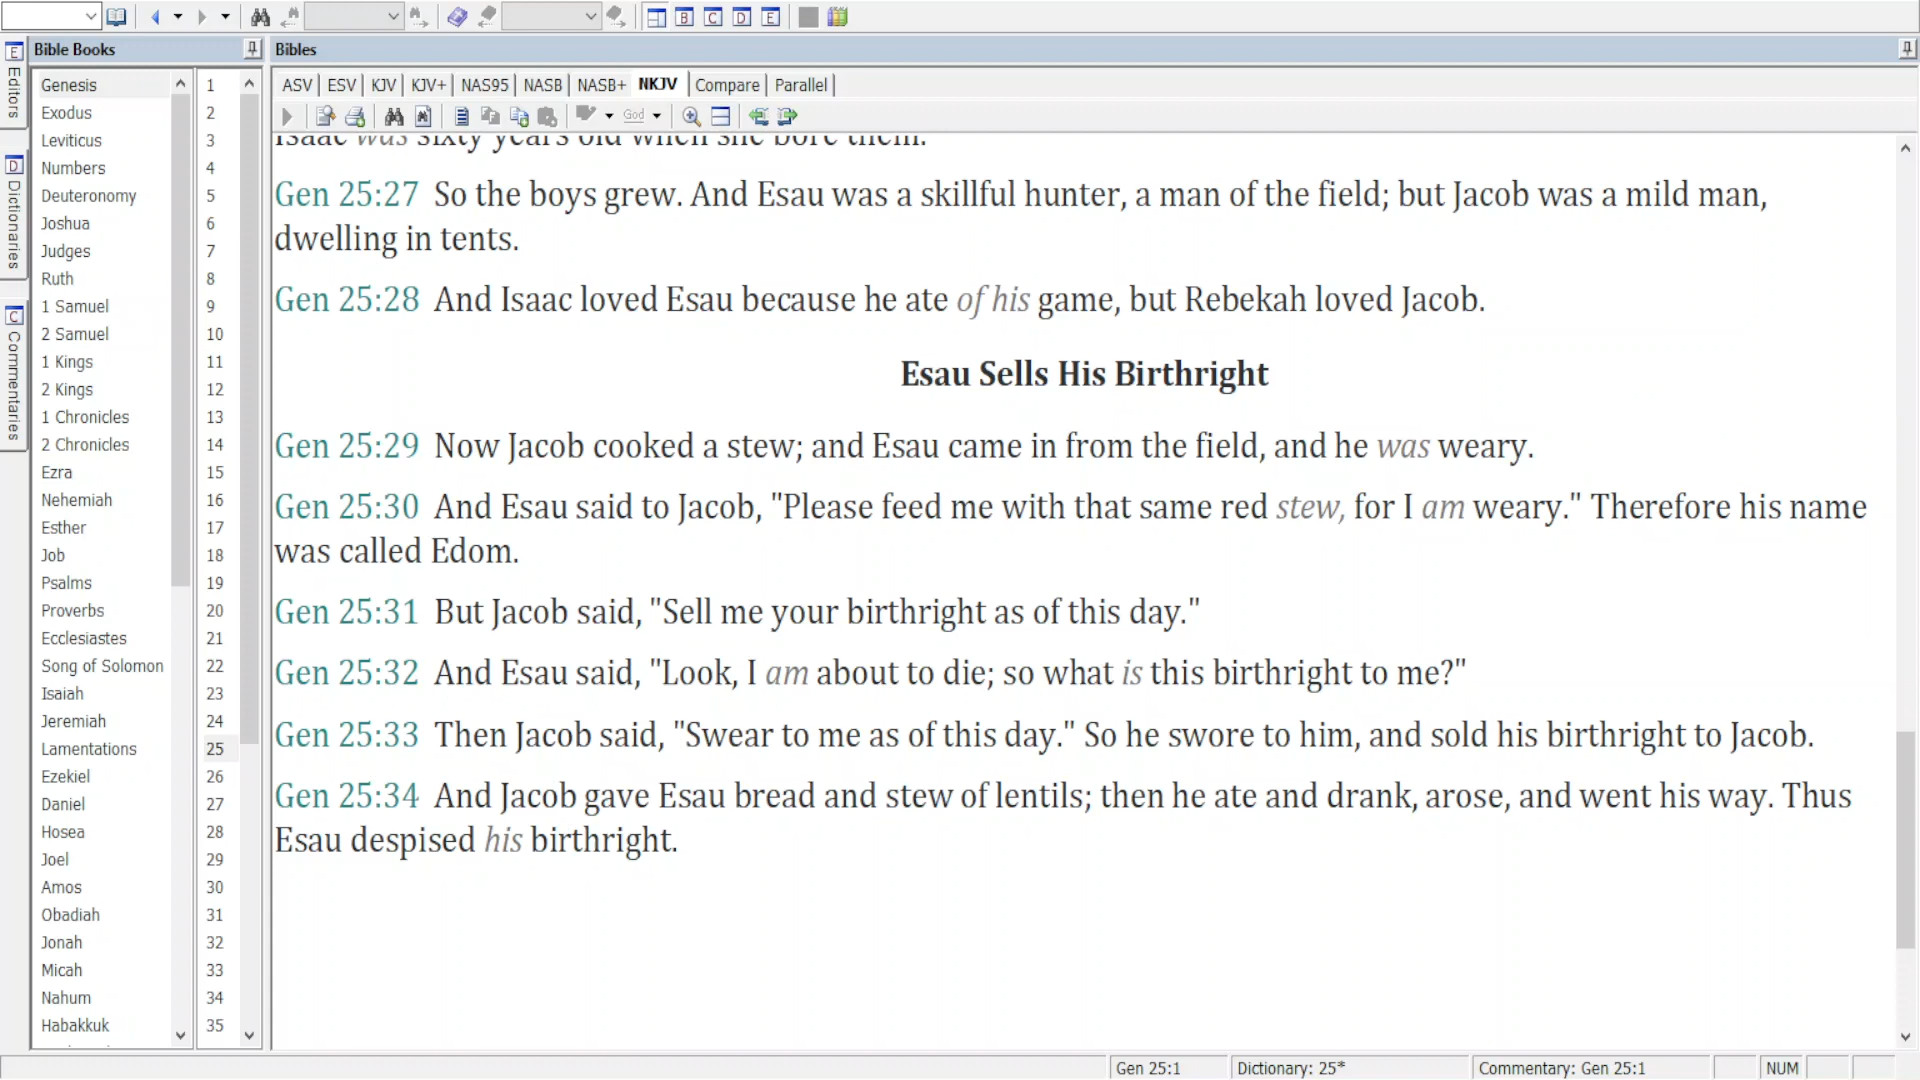 B C D E
Bible Books
Bibles
E Editors
D Dictionaries
C Commentaries
Genesis 1
Exodus 2
Leviticus 3
Numbers 4
Deuteronomy 5
Joshua 6
Judges 7
Ruth 8
1 Samuel 9
2 Samuel 10
1 Kings 11
2 Kings 12
1 Chronicles 13
2 Chronicles 14
Ezra 15
Nehemiah 16
Esther 17
Job 18
Psalms 19
Proverbs 20
Ecclesiastes 21
Song of Solomon 22
Isaiah 23
Jeremiah 24
Lamentations 25
Ezekiel 26
Daniel 27
Hosea 28
Joel 29
Amos 30
Obadiah 31
Jonah 32
Micah 33
Nahum 34
Habakkuk 35
ASV ESV KJV KJV+ NAS95 NASB NASB+ NKJV Compare Parallel
God
Isaac was sixty years old when she bore them.
Gen 25:27 So the boys grew. And Esau was a skillful hunter, a man of the field; but Jacob was a mild man,
dwelling in tents.
Gen 25:28 And Isaac loved Esau because he ate of his game, but Rebekah loved Jacob.
Esau Sells His Birthright
Gen 25:29 Now Jacob cooked a stew; and Esau came in from the field, and he was weary.
Gen 25:30 And Esau said to Jacob, "Please feed me with that same red stew, for I am weary." Therefore his name
was called Edom.
Gen 25:31 But Jacob said, "Sell me your birthright as of this day."
Gen 25:32 And Esau said, "Look, I am about to die; so what is this birthright to me?"
Gen 25:33 Then Jacob said, "Swear to me as of this day." So he swore to him, and sold his birthright to Jacob.
Gen 25:34 And Jacob gave Esau bread and stew of lentils; then he ate and drank, arose, and went his way. Thus
Esau despised his birthright.
Gen 25:1 Dictionary: 25* Commentary: Gen 25:1 NUM